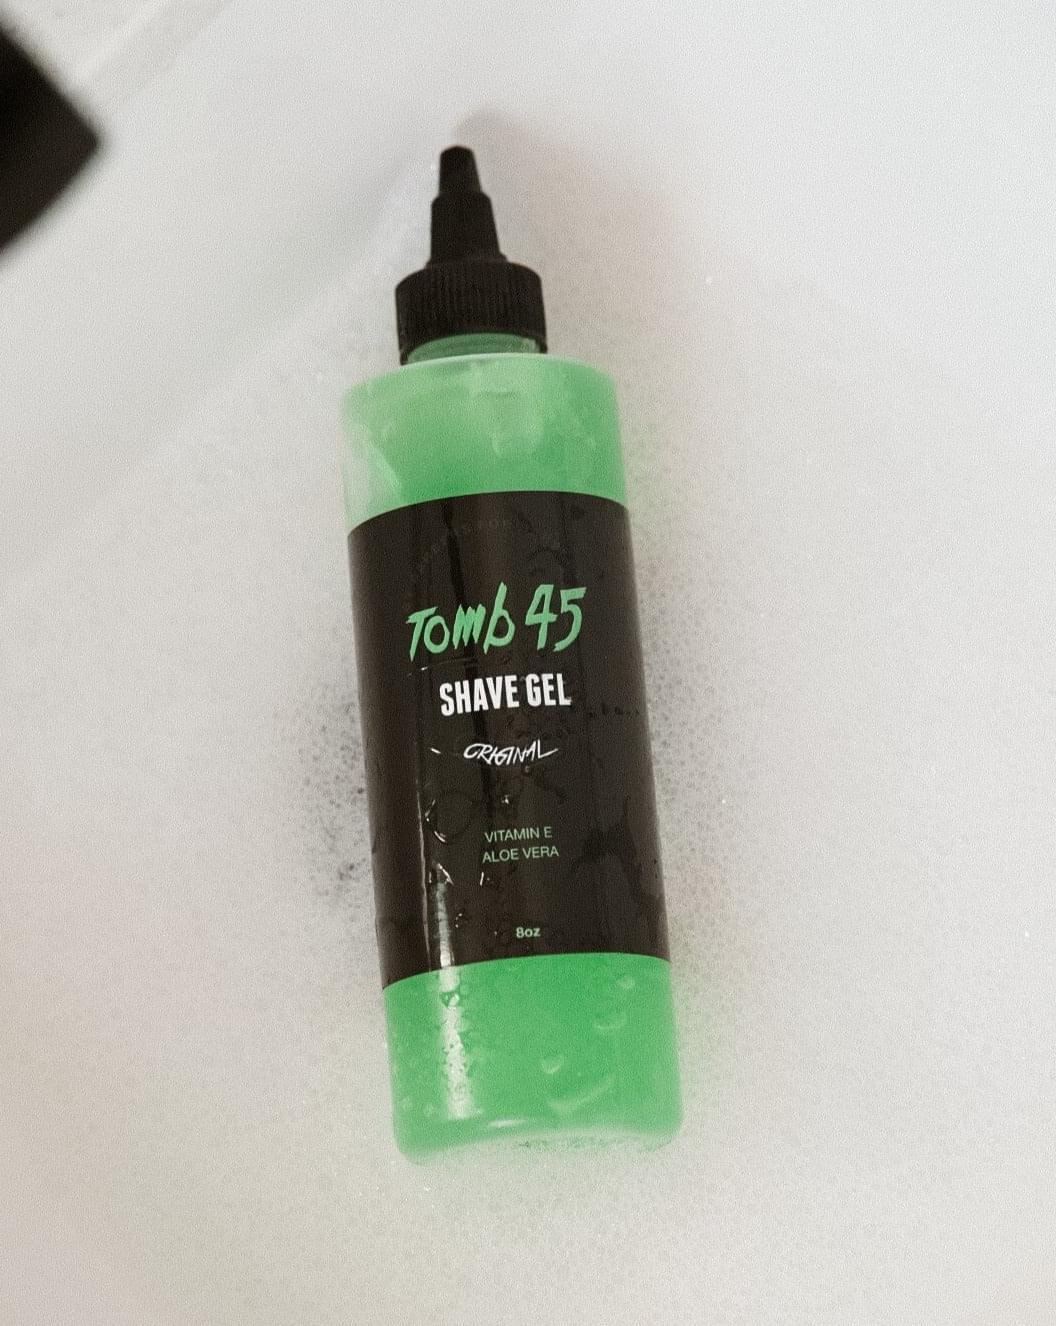 Tomb 45
SHAVE GEL
ORIGINAL
VITAMIN E
ALOE VERA
8oz